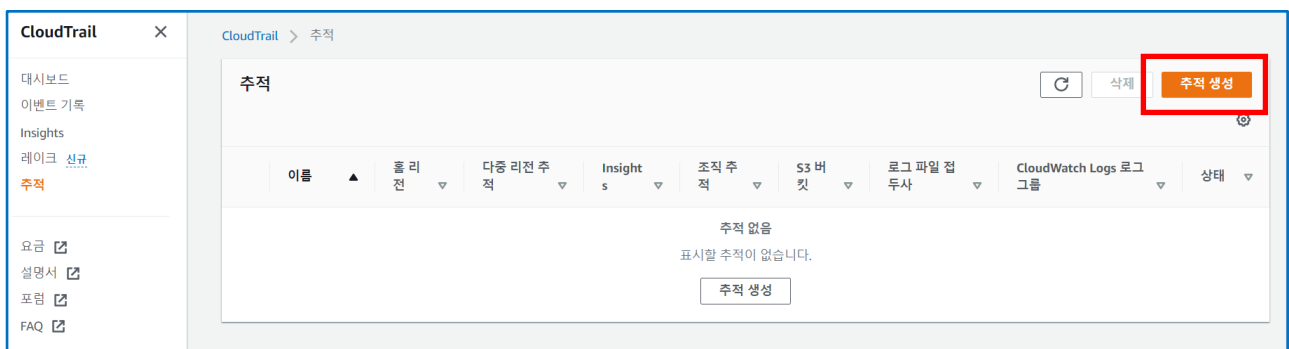 CloudTrail
대시보드
이벤트 기록
Insights
레이크 신규
추적
요금
설명서
포럼
FAQ
CloudTrail > 추적
추적
삭제
추적 생성
이름
홈 리
전
다중 리전 추
적
Insight
s
조직 추
적
S3 버
킷
로그 파일 접
두사
CloudWatch Logs 로그
그룹
상태
추적 없음
표시할 추적이 없습니다.
추적 생성